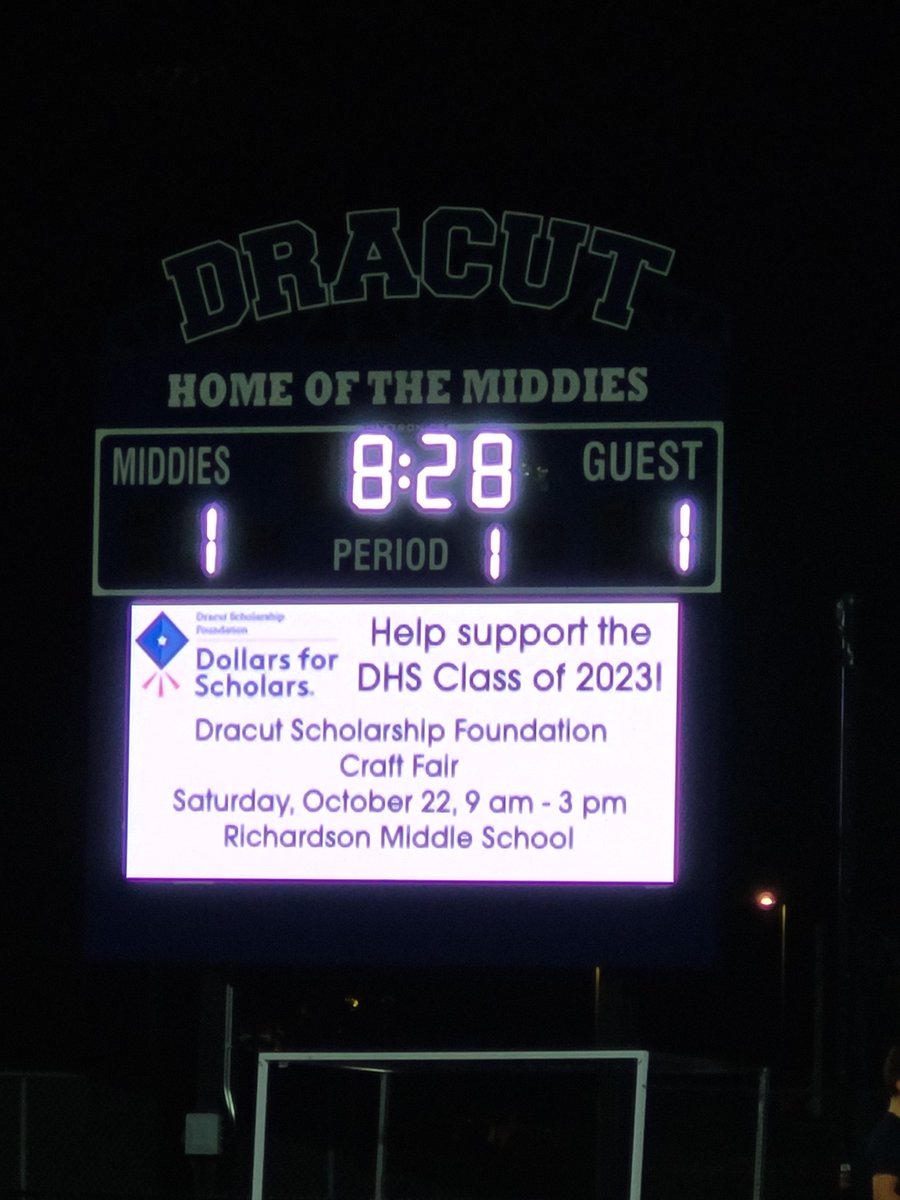 DRACUT
HOME OF THE MIDDIES
MIDDIES 8:28 GUEST
1 PERIOD 1 1
Dracut Scholarship
Foundation
Dollars for
Scholars.
Help support the
DHS Class of 2023!
Dracut Scholarship Foundation
Craft Fair
Saturday, October 22, 9 am - 3 pm
Richardson Middle School